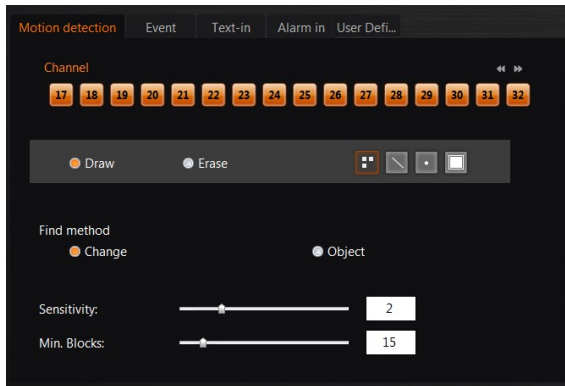 Motion detection Event Text-in Alarm in User Defi...
Channel
17 18 19 20 21 22 23 24 25 26 27 28 29 30 31 32
Draw Erase
Find method
Change Object
Sensitivity: 2
Min. Blocks: 15